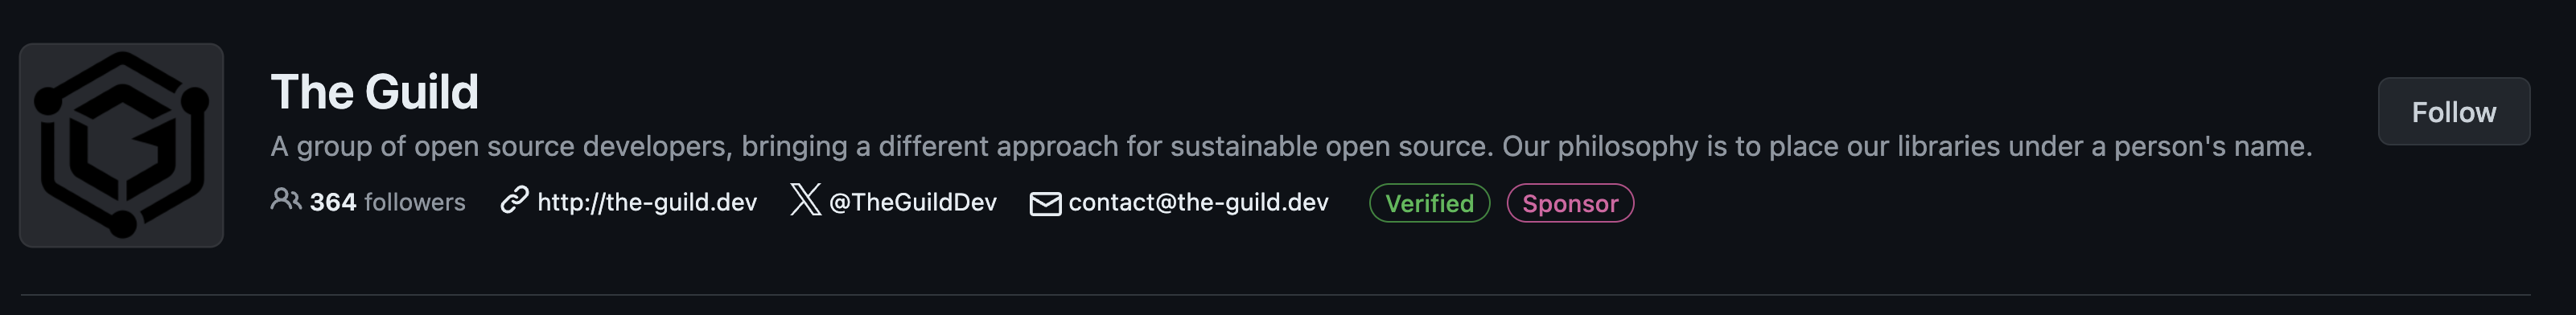 The Guild
Follow
A group of open source developers, bringing a different approach for sustainable open source. Our philosophy is to place our libraries under a person's name.
364 followers http://the-guild.dev @TheGuildDev contact@the-guild.dev Verified Sponsor